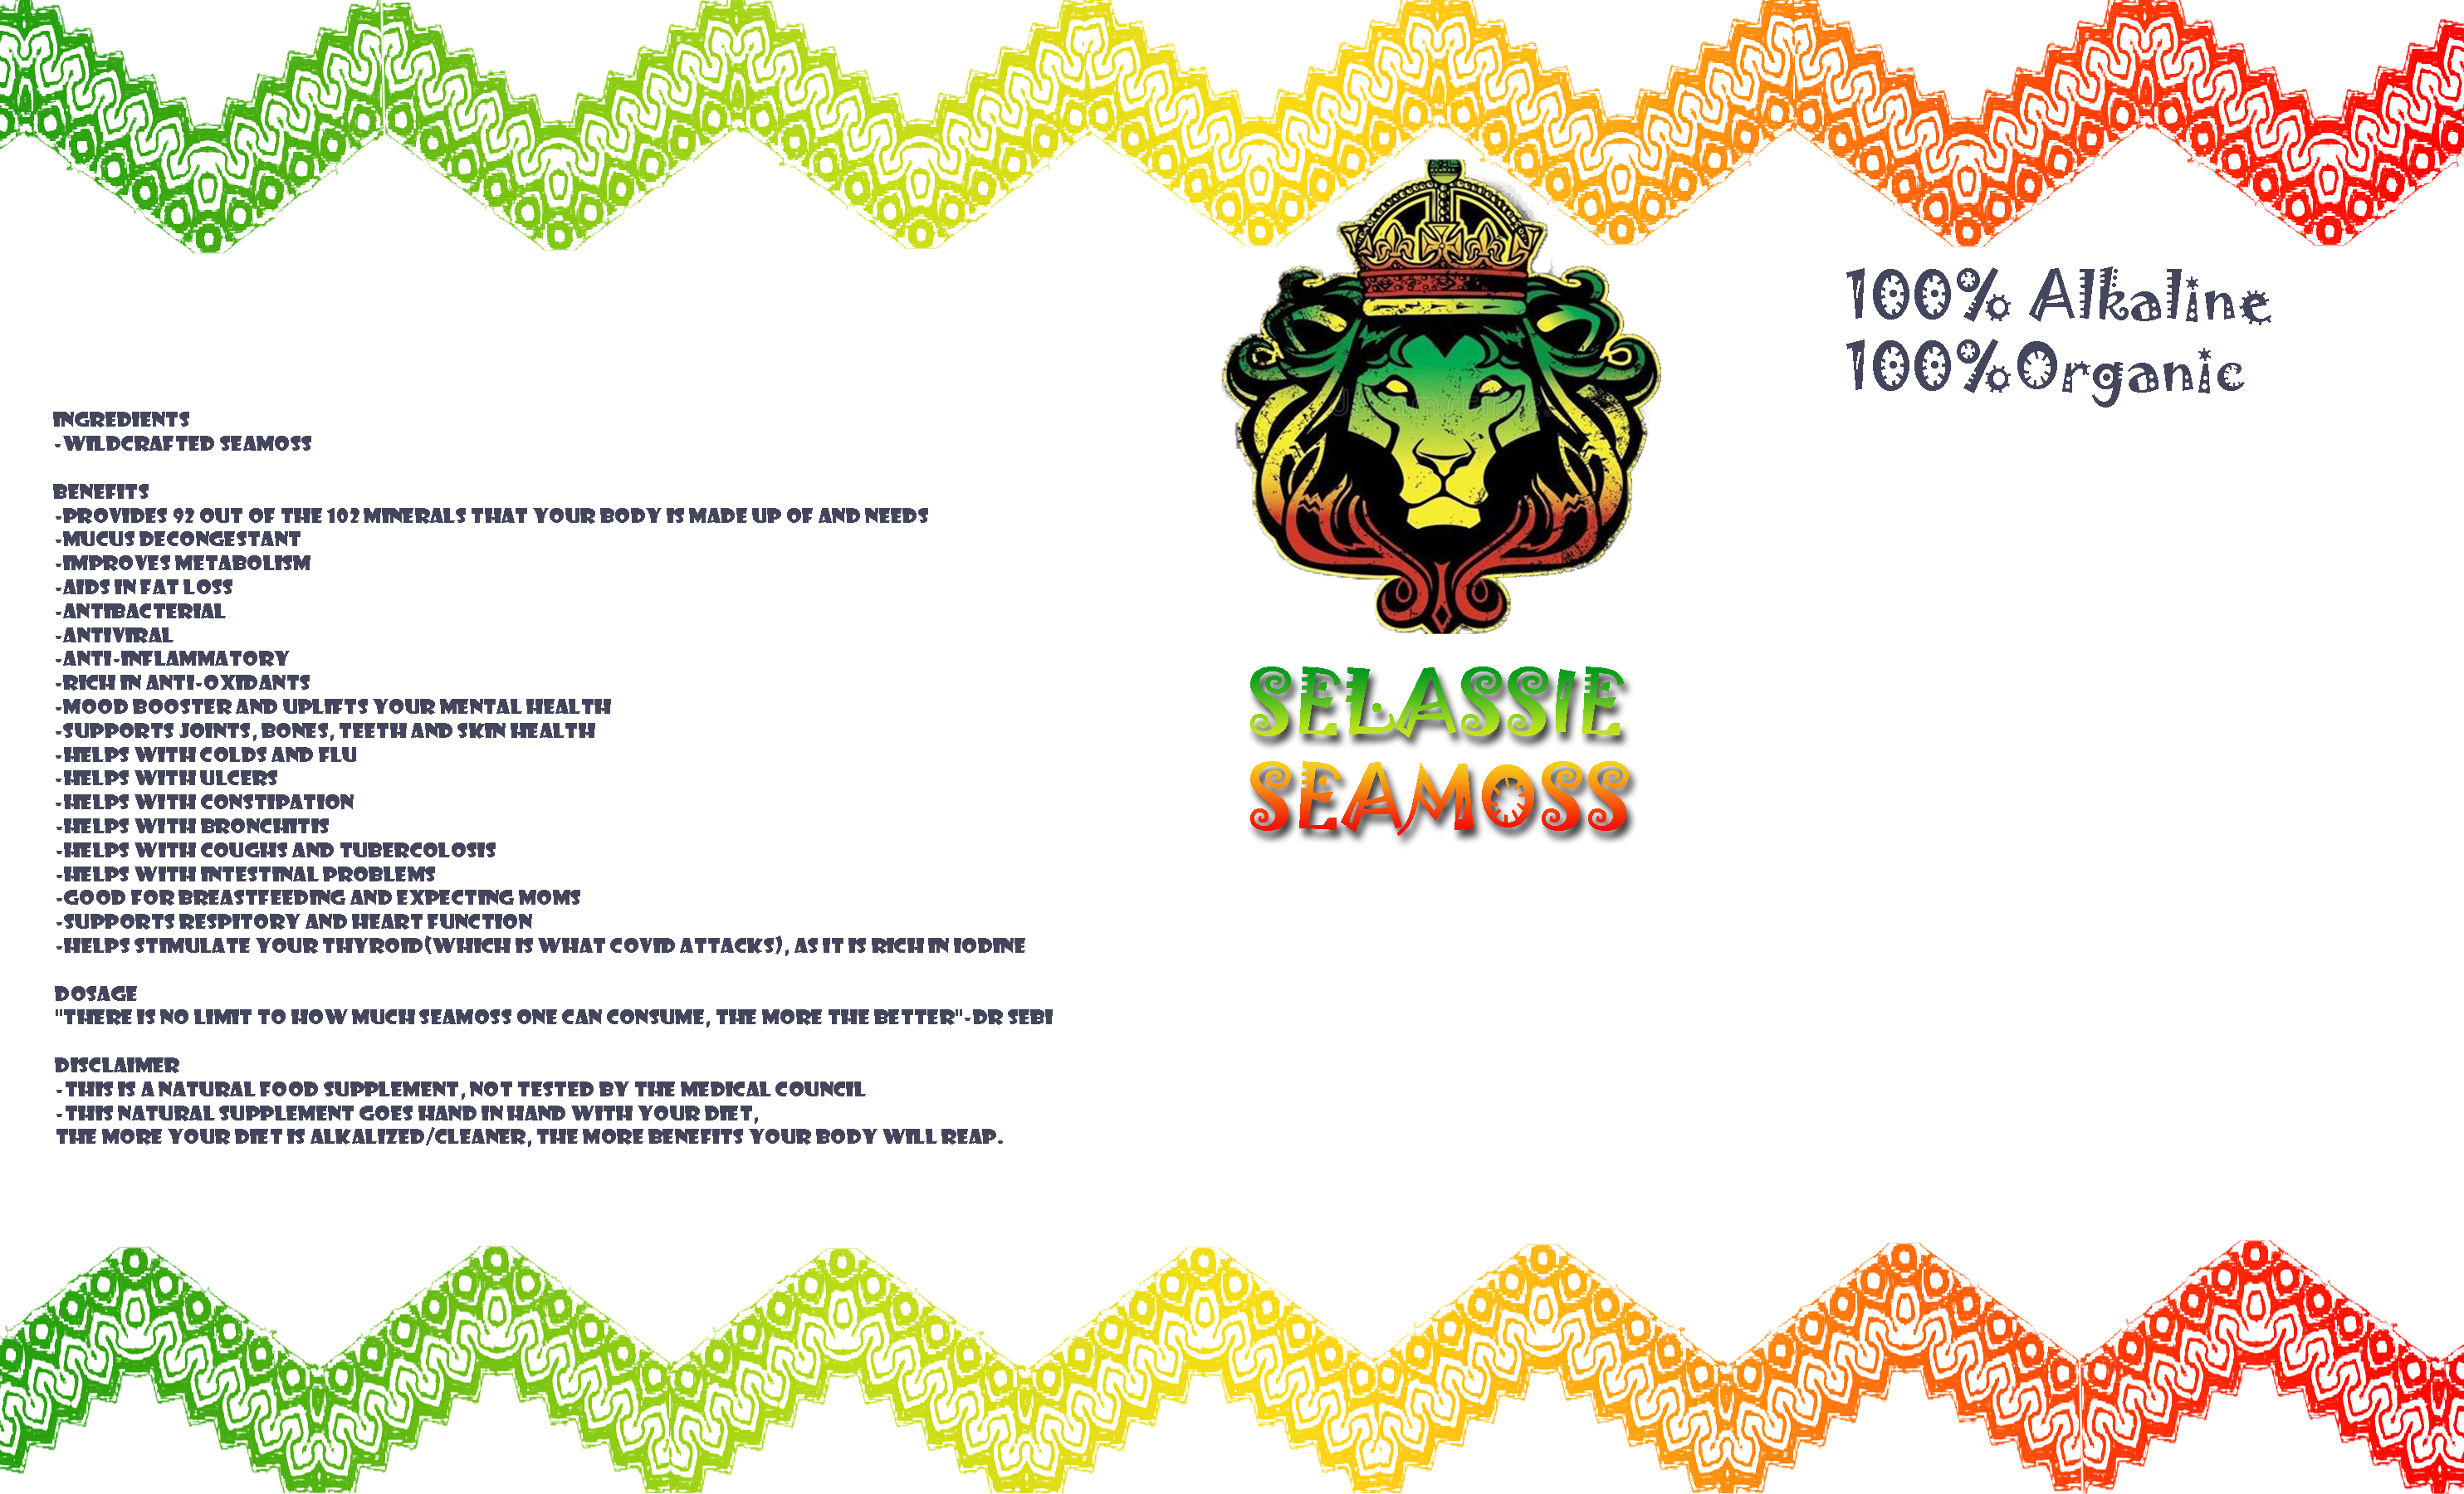 100% Alkaline
100%Organic
INGREDIENTS
-WILDCRAFTED SEAMOSS
BENEFITS
-PROVIDES 92 OUT OF THE 102 MINERALS THAT YOUR BODY IS MADE UP OF AND NEEDS
-MUCUS DECONGESTANT
-IMPROVES METABOLISM
-AIDS IN FAT LOSS
-ANTIBACTERIAL
-ANTIVIRAL
-ANTI-INFLAMMATORY
-RICH IN ANTI-OXIDANTS
-MOOD BOOSTER AND UPLIFTS YOUR MENTAL HEALTH
-SUPPORTS JOINTS, BONES, TEETH AND SKIN HEALTH
-HELPS WITH COLDS AND FLU
-HELPS WITH ULCERS
-HELPS WITH CONSTIPATION
-HELPS WITH BRONCHITIS
-HELPS WITH COUGHS AND TUBERCOLOSIS
-HELPS WITH INTESTINAL PROBLEMS
-GOOD FOR BREASTFEEDING AND EXPECTING MOMS
-SUPPORTS RESPITORY AND HEART FUNCTION
-HELPS STIMULATE YOUR THYROID(WHICH IS WHAT COVID ATTACKS), AS IT IS RICH IN IODINE
DOSAGE
"THERE IS NO LIMIT TO HOW MUCH SEAMOSS ONE CAN CONSUME, THE MORE THE BETTER"-DR SEBI
DISCLAIMER
-THIS IS A NATURAL FOOD SUPPLEMENT, NOT TESTED BY THE MEDICAL COUNCIL
-THIS NATURAL SUPPLEMENT GOES HAND IN HAND WITH YOUR DIET,
THE MORE YOUR DIET IS ALKALIZED/CLEANER, THE MORE BENEFITS YOUR BODY WILL REAP.
SELASSIE
SEAMOSS